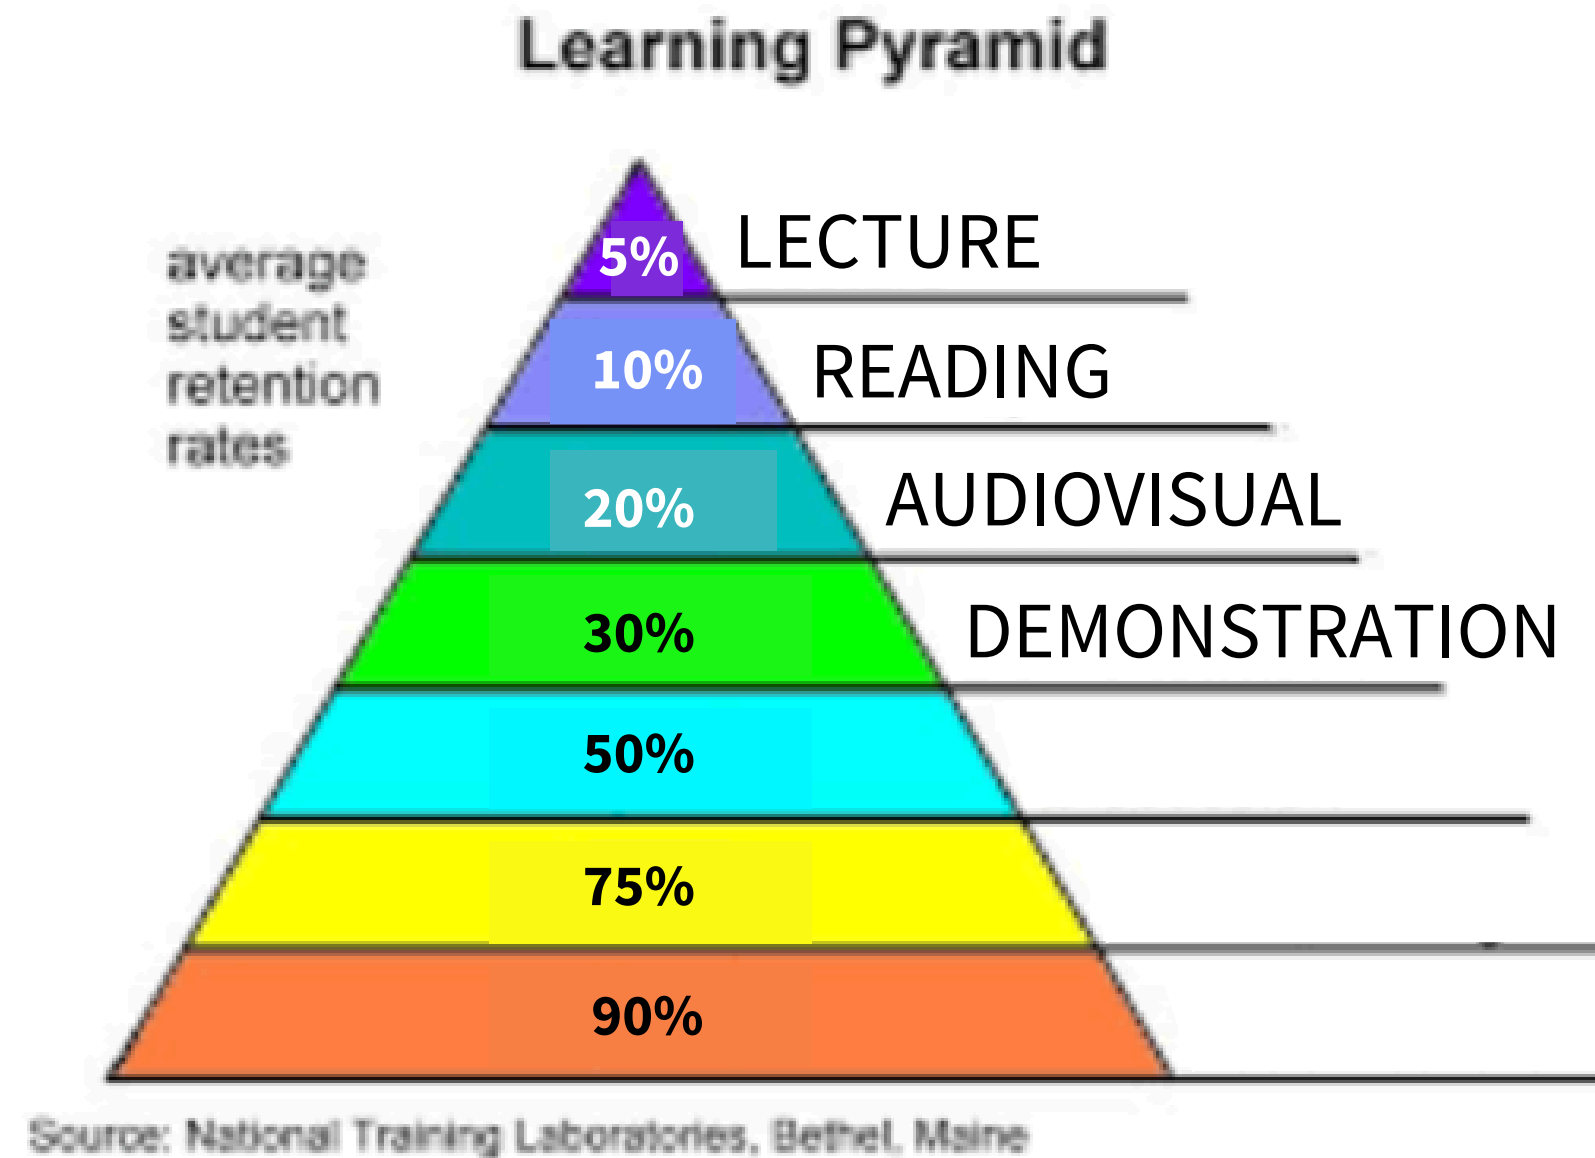 Learning Pyramid
average
student
retention
rates
5% LECTURE
10% READING
20% AUDIOVISUAL
30% DEMONSTRATION
50%
75%
90%
Source: National Training Laboratories, Bethel, Maine